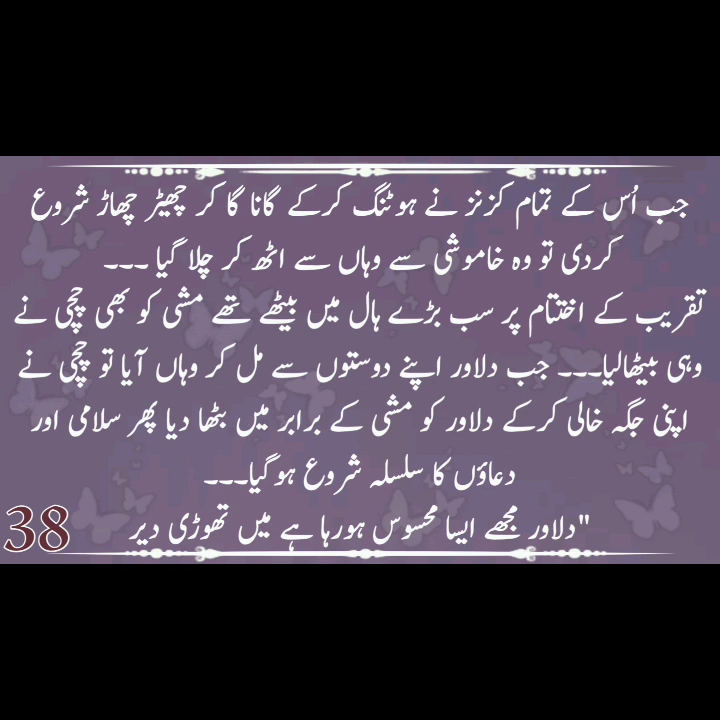 جب اُس کے تمام کزنز نے ہوٹنگ کرکے گانا گا کر چھیڑ چھاڑ شروع
کردی تو وہ خاموشی سے وہاں سے اٹھ کر چلا گیا ۔۔۔
تقریب کے اختتام پر سب بڑے ہال میں بیٹھے تھے مشی کو بھی چچی نے
وہی بیٹھالیا۔۔۔ جب دلاور اپنے دوستوں سے مل کر وہاں آیا تو چچی نے
اپنی جگہ خالی کرکے دلاور کو مشی کے برابر میں بٹھا دیا پھر سلامی اور
دعاؤں کا سلسلہ شروع ہوگیا۔۔۔
"دلاور مجھے ایسا محسوس ہورہا ہے میں تھوڑی دیر
38